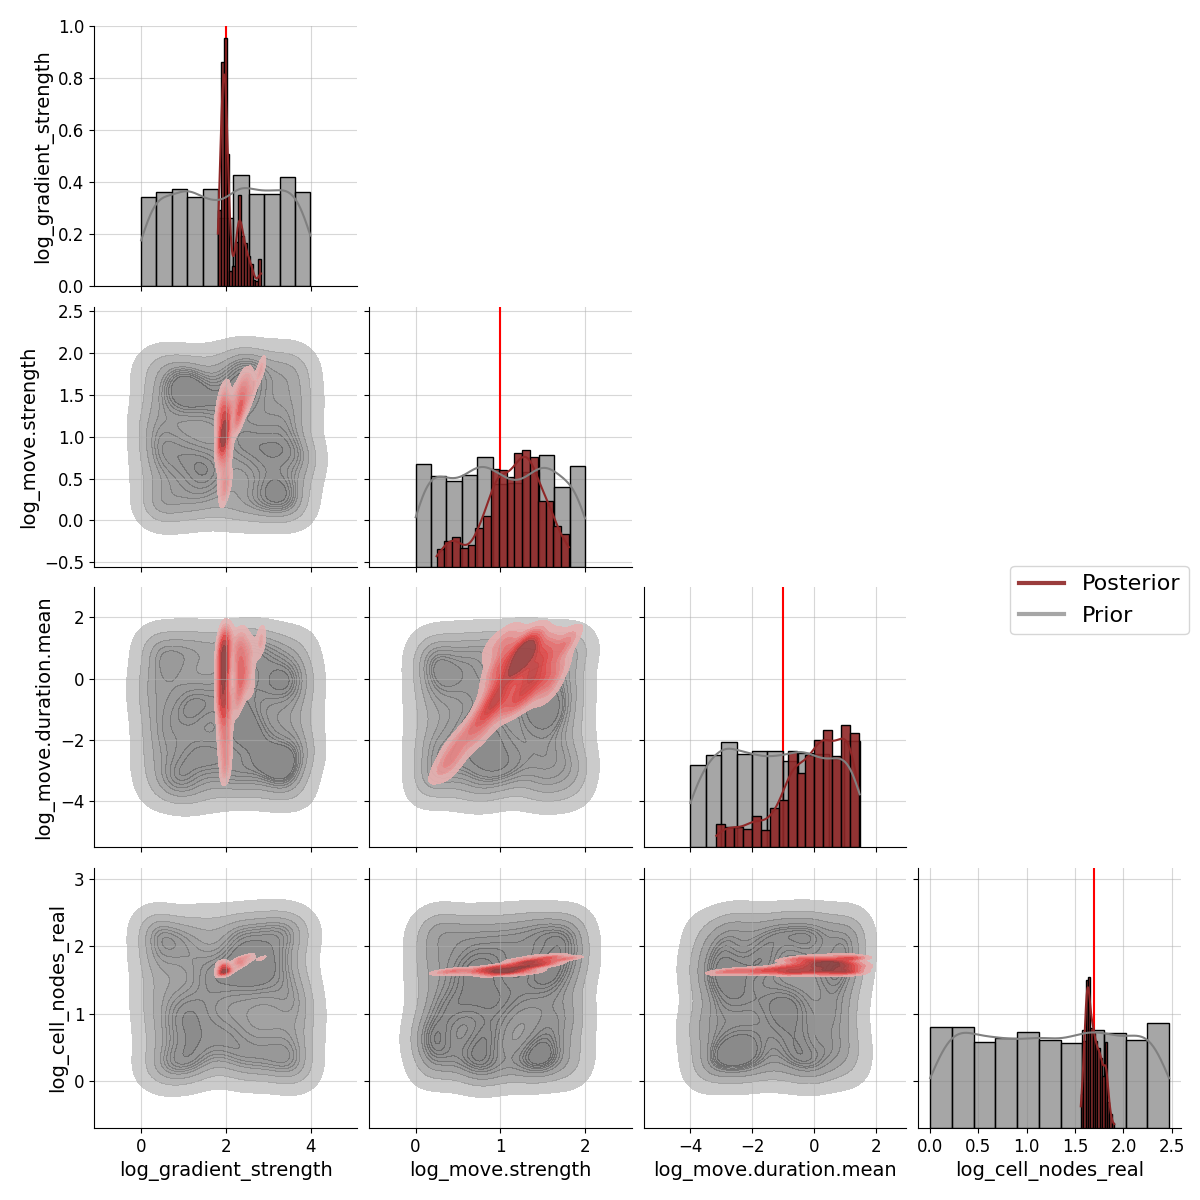 log_gradient_strength
1.0
0.8
0.6
0.4
0.2
0.0
log_move.strength
2.5
2.0
1.5
1.0
0.5
0.0
−0.5
log_move.duration.mean
2
0
−2
−4
Posterior
Prior
log_cell_nodes_real
3
2
1
0
0 2 4
0 1 2
−4 −2 0 2
0.0 0.5 1.0 1.5 2.0 2.5
log_gradient_strength log_move.strength log_move.duration.mean log_cell_nodes_real